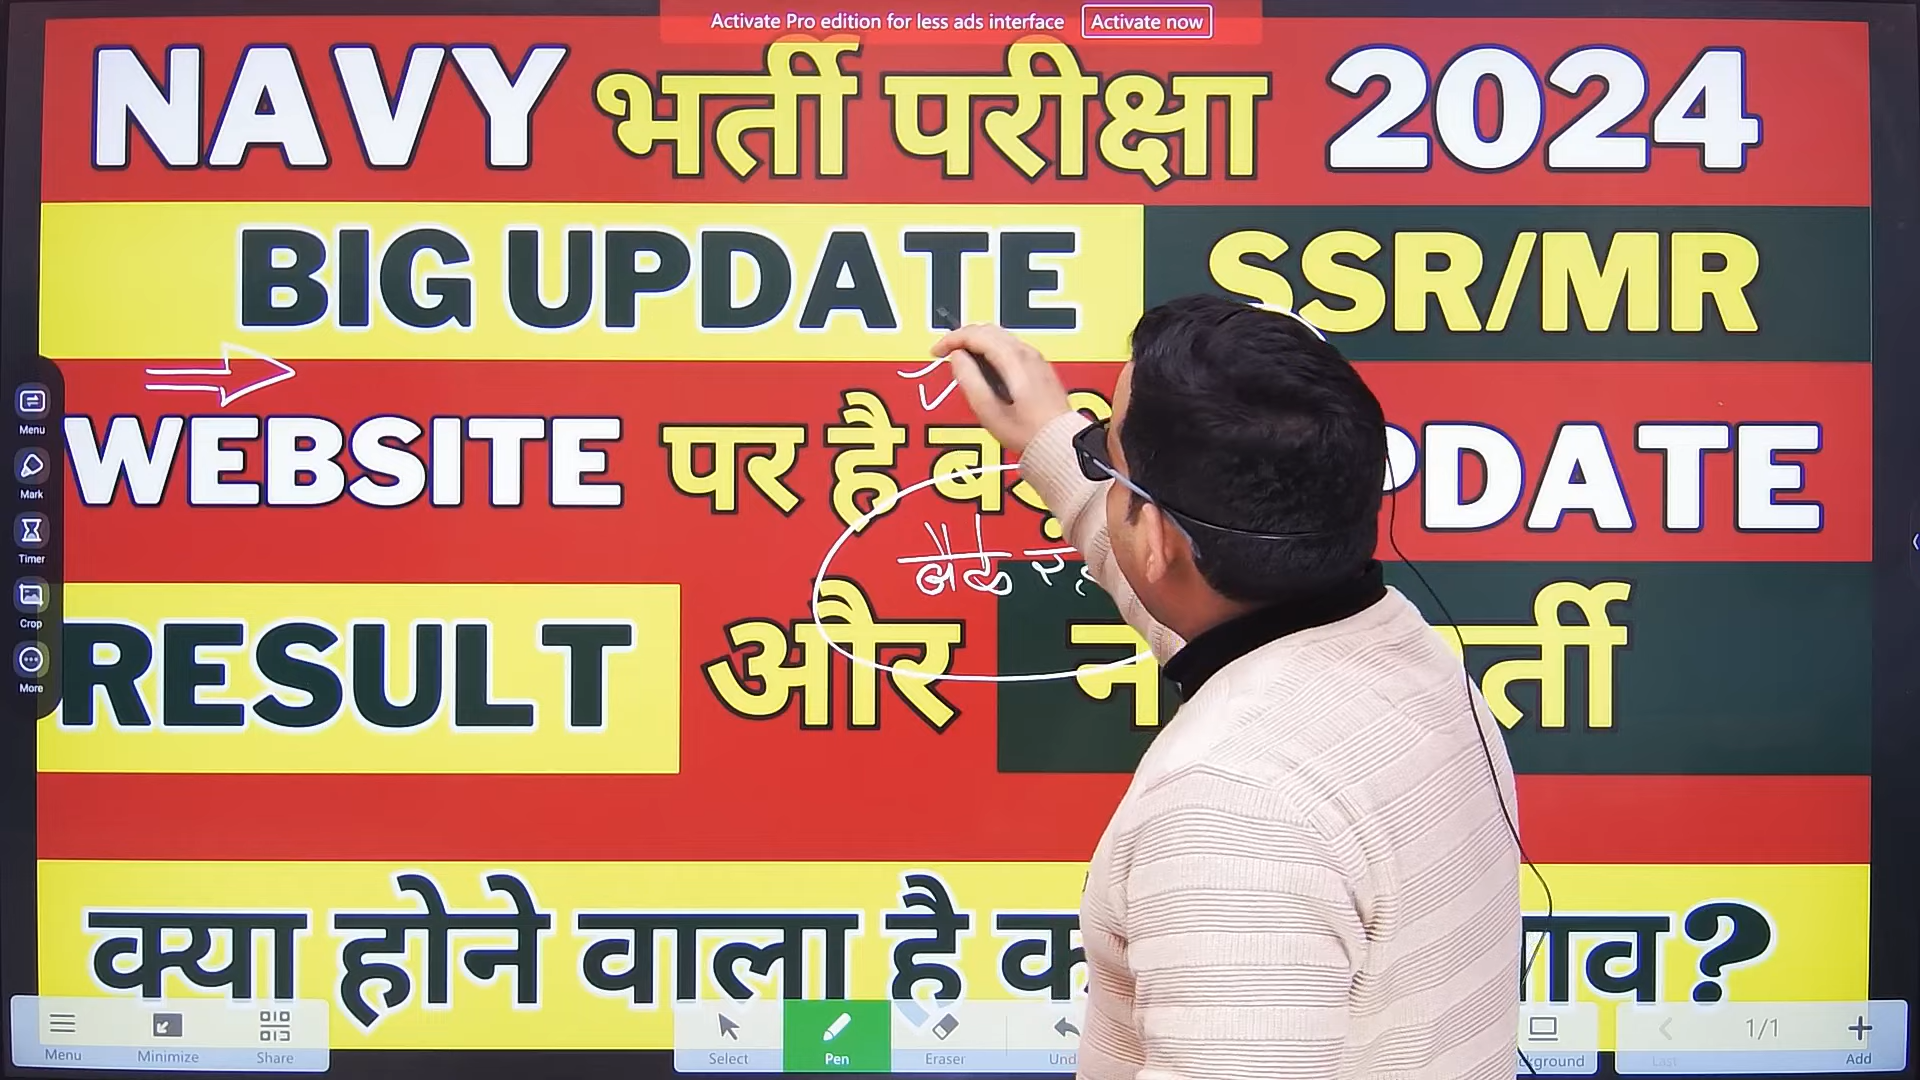 Activate Pro edition for less ads interface Activate now
NAVY भर्ती परीक्षा 2024
BIG UPDATE SSR/MR
WEBSITE पर है PDATE
RESULT और
क्या होने वाला है ?
Menu
Mark
Timer
Crop
More
Menu Minimize Share Select Pen Eraser 1/1 Last Add